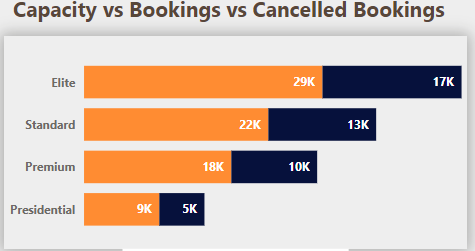 Capacity vs Bookings vs Cancelled Bookings
Elite 29K 17K
Standard 22K 13K
Premium 18K 10K
Presidential 9K 5K